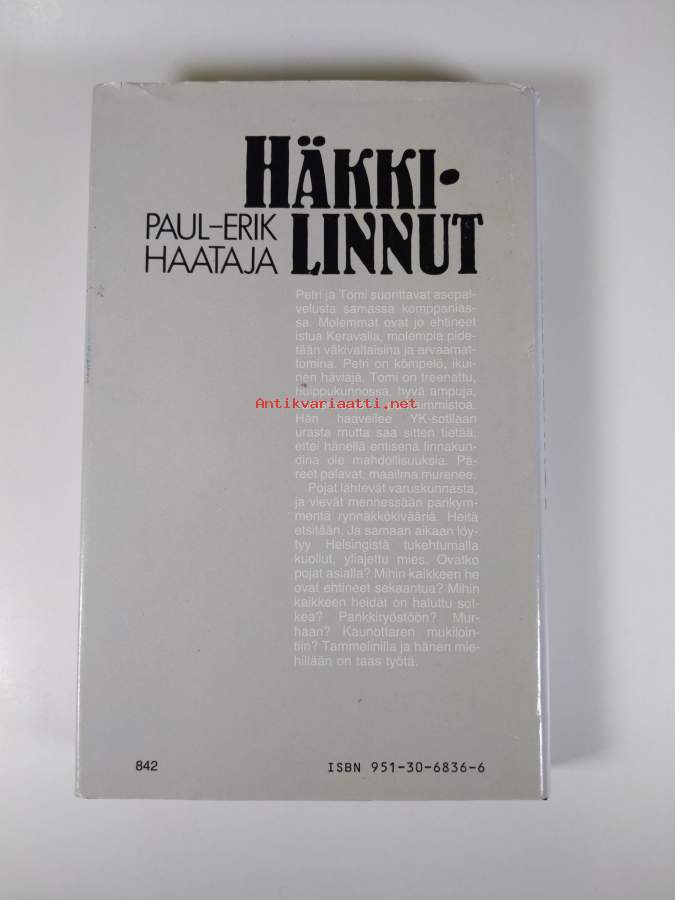 HÄKKI-
PAUL-ERIK
HAATAJA LINNUT
Petri ja Tomi suorittavat asepal-
velusta samassa komppanias-
sa. Molemmat ovat jo ehtineet
istua Keravalla, molempia pide-
tään väkivaltaisina ja arvaamat-
tomina. Petri on kömpelö, ikui-
nen häviäjä. Tomi on treenattu,
huippukunnossa, hyvä ampuja,
Antikvariaatti.net
Hän haaveilee YK-sotilaan
urasta mutta saa sitten tietää,
ettei hänellä entisenä linnakun-
dina ole mahdollisuuksia. Pä-
reet palavat, maailma murenee.
Pojat lähtevät varuskunnasta,
ja vievät mennessään parikym-
mentä rynnäkkökivääriä. Heitä
etsitään. Ja samaan aikaan löy-
tyy Helsingistä tukehtumalla
kuollut, yliajettu mies. Ovatko
pojat asialla? Mihin kaikkeen he
ovat ehtineet sekaantua? Mihin
kaikkeen heidät on haluttu sot-
kea? Pankkiryöstöön? Mur-
haan? Kaunottaren mukiloin-
tiin? Tammelinilla ja hänen mie-
hillään on taas työtä.
842
ISBN 951-30-6836-6